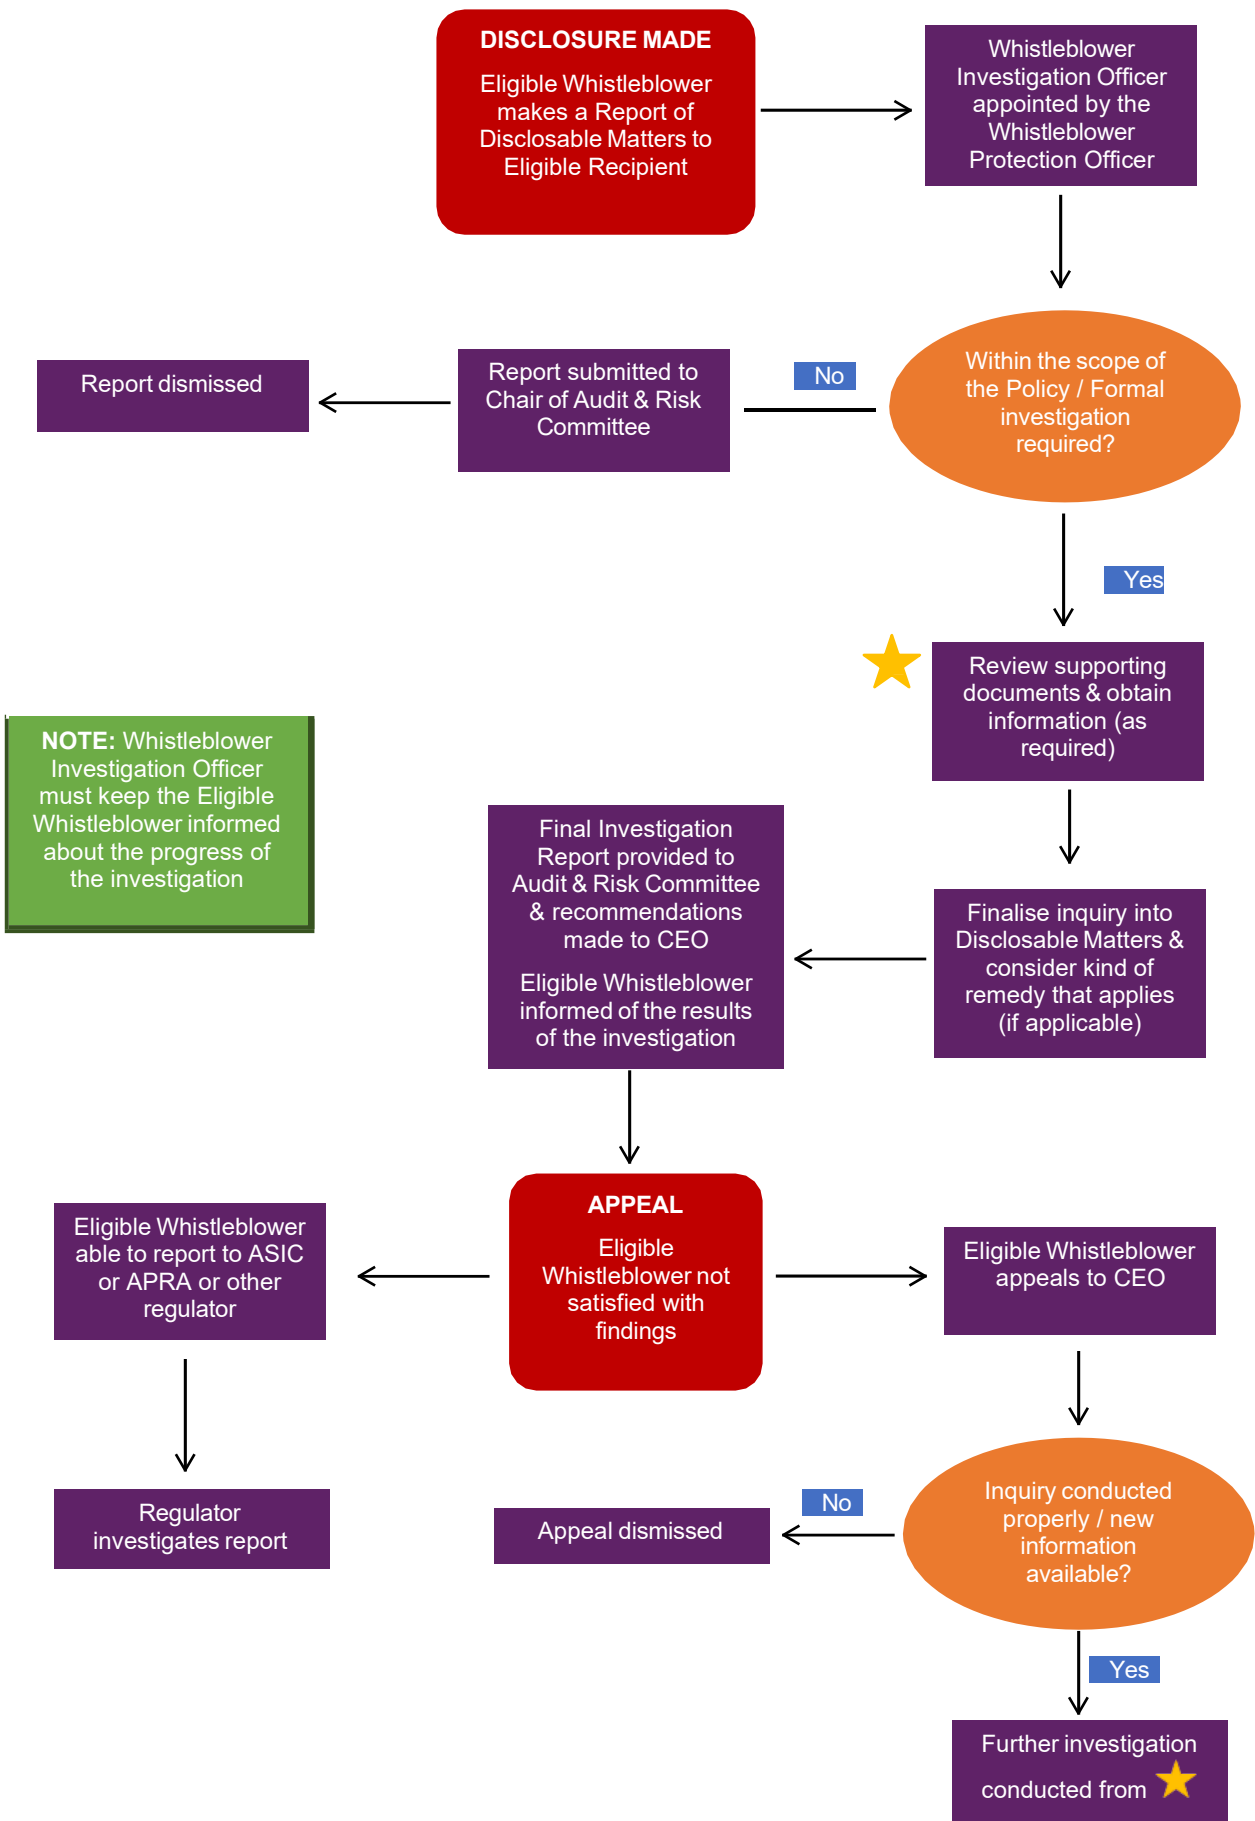 DISCLOSURE MADE
Eligible Whistleblower
makes a Report of
Disclosable Matters to
Eligible Recipient
Whistleblower
Investigation Officer
appointed by the
Whistleblower
Protection Officer
Within the scope of
the Policy / Formal
investigation
required?
No
Report submitted to
Chair of Audit & Risk
Committee
Report dismissed
Yes
Review supporting
documents & obtain
information (as
required)
NOTE: Whistleblower
Investigation Officer
must keep the Eligible
Whistleblower informed
about the progress of
the investigation
Finalise inquiry into
Disclosable Matters &
consider kind of
remedy that applies
(if applicable)
Final Investigation
Report provided to
Audit & Risk Committee
& recommendations
made to CEO
Eligible Whistleblower
informed of the results
of the investigation
APPEAL
Eligible
Whistleblower not
satisfied with
findings
Eligible Whistleblower
able to report to ASIC
or APRA or other
regulator
Regulator
investigates report
Eligible Whistleblower
appeals to CEO
Inquiry conducted
properly / new
information
available?
No
Appeal dismissed
Yes
Further investigation
conducted from